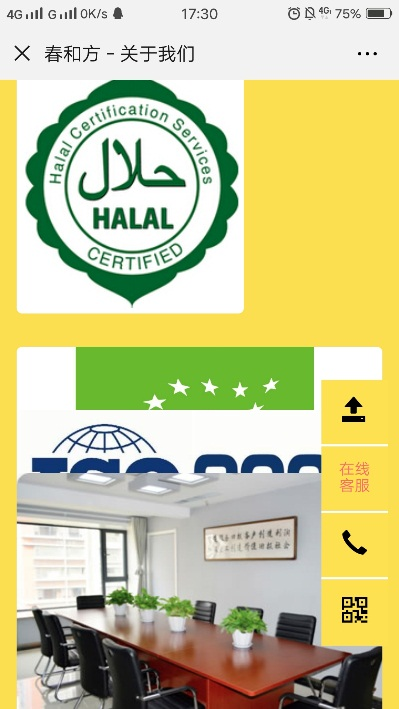 4G G 0K/s 17:30 4G 75%
春和方 - 关于我们
Halal Certification Services
حلال
HALAL
CERTIFIED
在线
客服